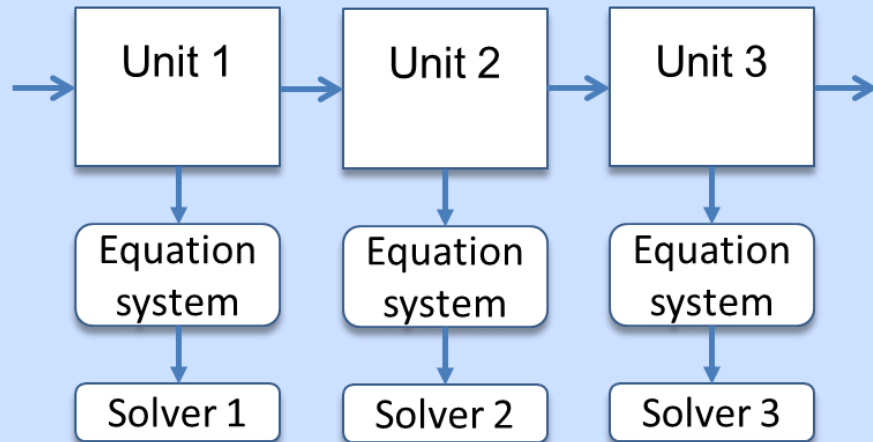 Unit 1
Unit 2
Unit 3
Equation
system
Equation
system
Equation
system
Solver 1
Solver 2
Solver 3